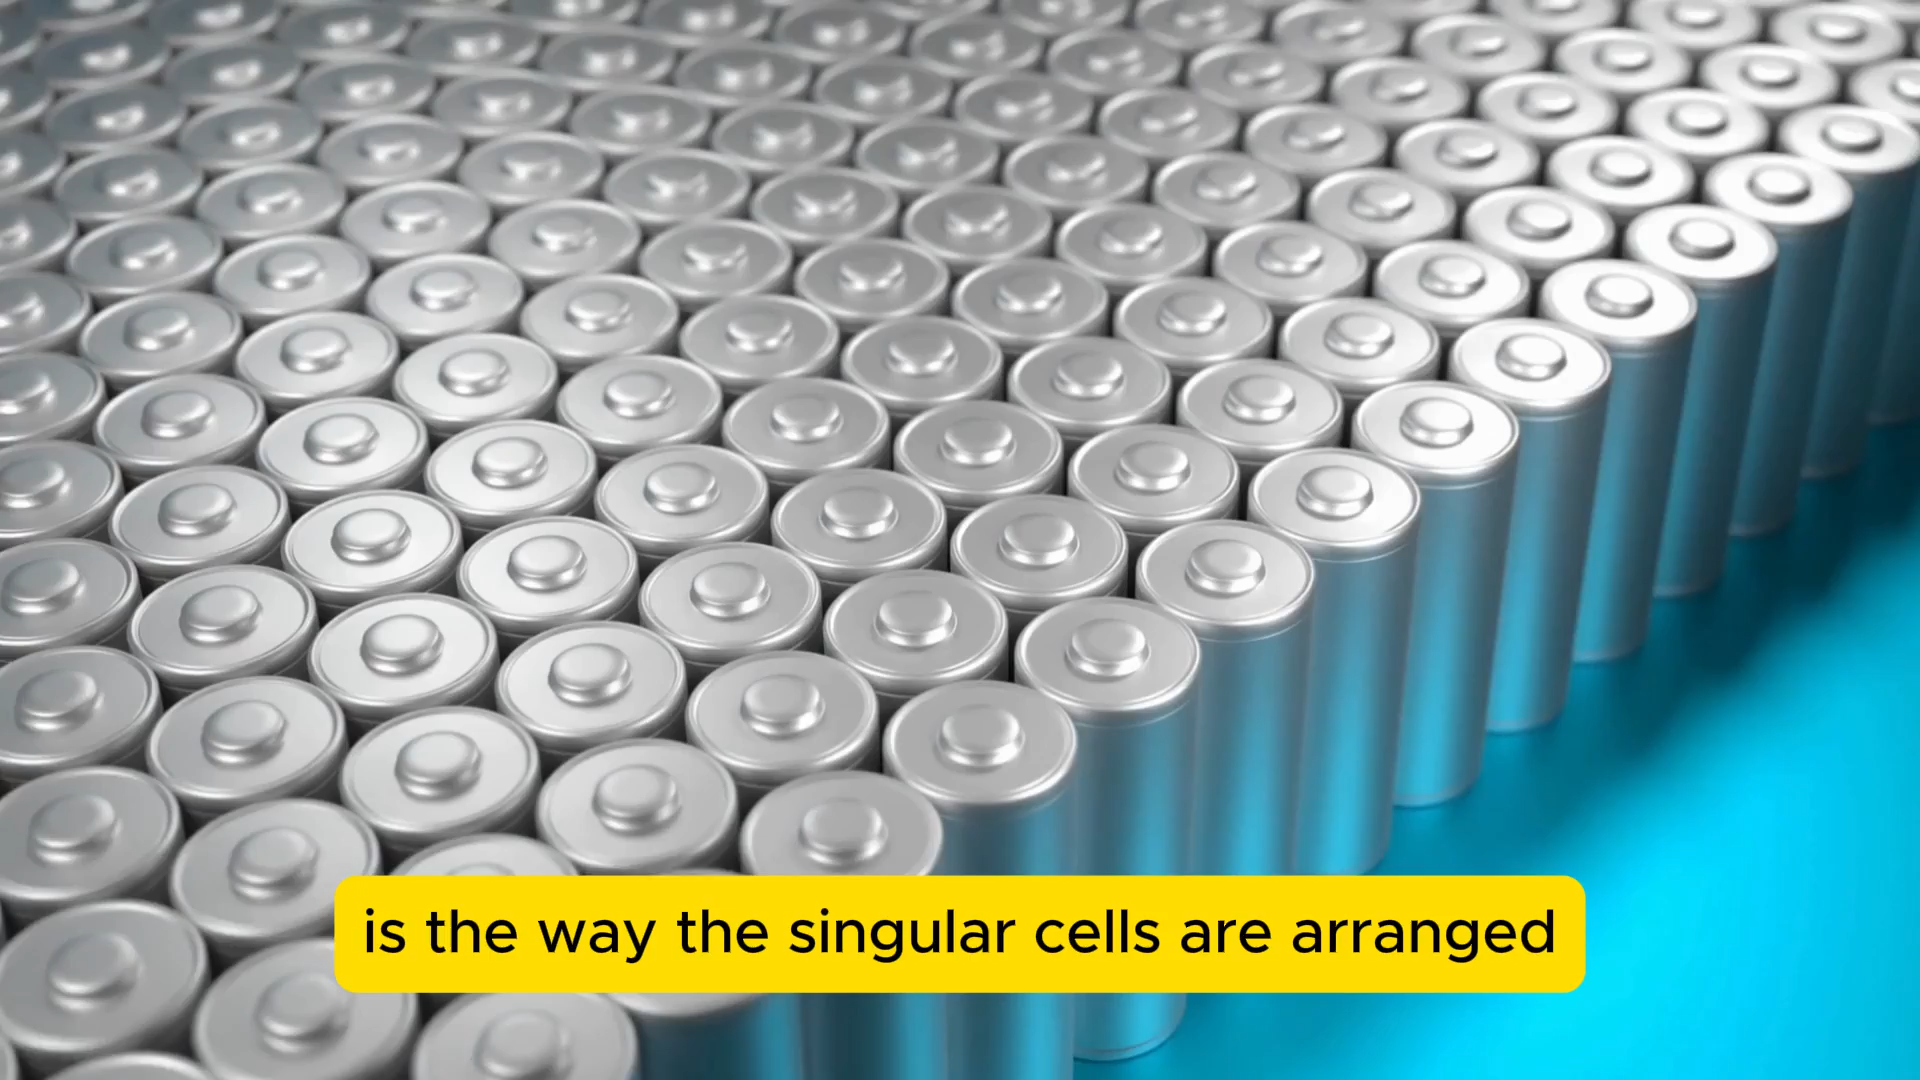 is the way the singular cells are arranged